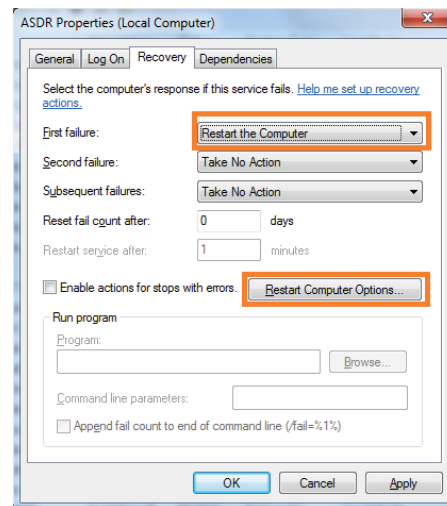 ASDR Properties (Local Computer)
General Log On Recovery Dependencies
Select the computer's response if this service fails. Help me set up recovery
actions.
First failure: Restart the Computer
Second failure: Take No Action
Subsequent failures: Take No Action
Reset fail count after: 0 days
Restart service after: 1 minutes
Enable actions for stops with errors. Restart Computer Options...
Run program
Program:
Browse...
Command line parameters:
Append fail count to end of command line (/fail=%1%)
OK Cancel Apply